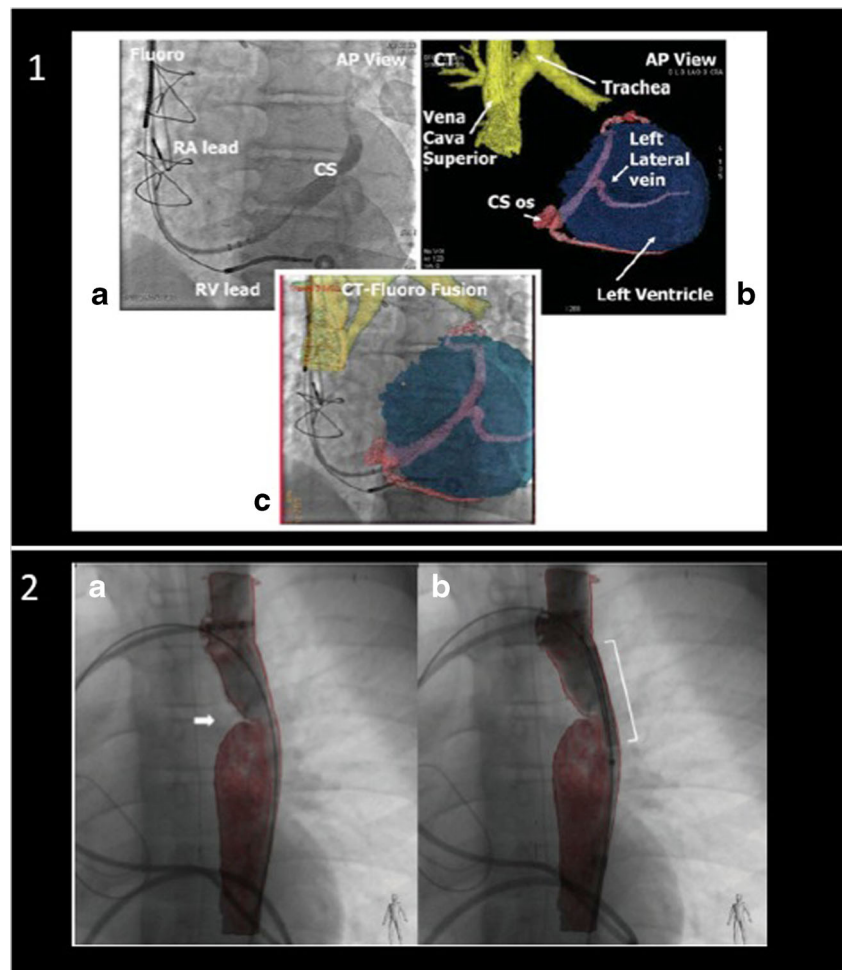 1
Fluoro
AP View
RA lead
CS
RV lead
a
CT
AP View
Trachea
Vena
Cava
Superior
Left
Lateral
vein
CS os
Left Ventricle
b
CT-Fluoro Fusion
c
2
a
b